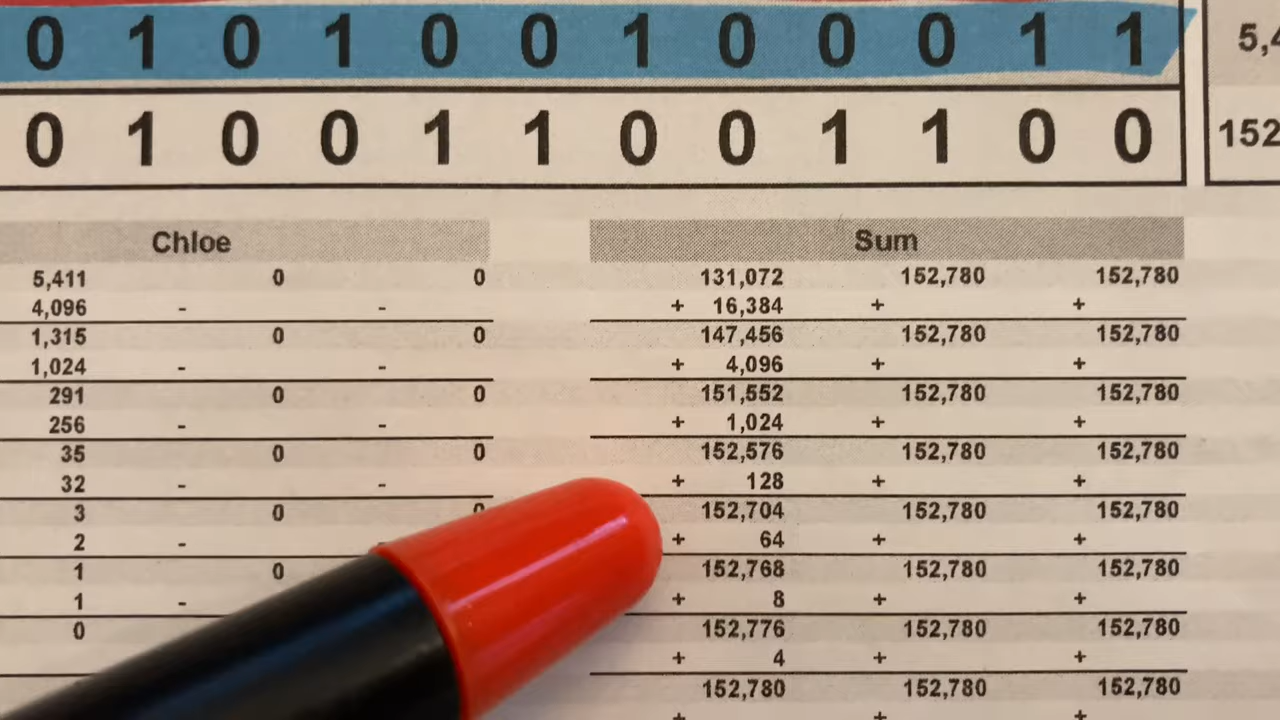 0 1 0 1 0 0 1 0 0 0 1 1 5,4
0 1 0 0 1 1 0 0 1 1 0 0 152
Chloe Sum
5,411 0 0 131,072 152,780 152,780
4,096 - - + 16,384 + +
1,315 0 0 147,456 152,780 152,780
1,024 - - + 4,096 + +
291 0 0 151,552 152,780 152,780
256 - - + 1,024 + +
35 0 0 152,576 152,780 152,780
32 - - + 128 + +
3 0 0 152,704 152,780 152,780
2 - + 64 + +
1 0 152,768 152,780 152,780
1 - + 8 + +
0 152,776 152,780 152,780
+ 4 + +
152,780 152,780 152,780
+ + +